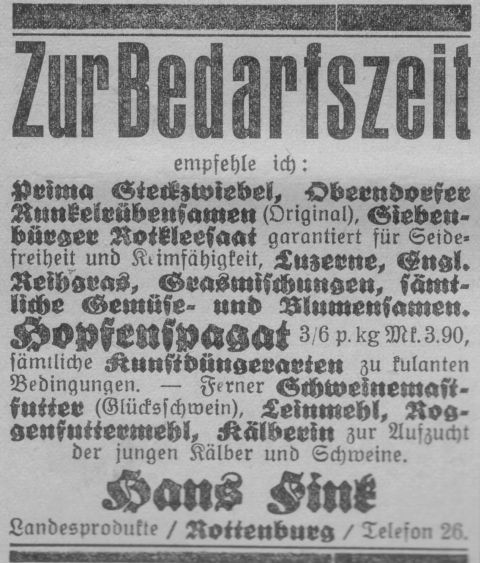 Zur Bedarfszeit
empfehle ich:
Prima Steckzwiebel, Oberndorfer
Runkelrübensamen (Original), Sieben-
bürger Rotkleesaat garantiert für Seide-
freiheit und Keimfähigkeit, Luzerne, Engl.
Reihgras, Grasmischungen, sämt-
liche Gemüse- und Blumensamen.
Hopfenspagat 3/6 p. kg Mk. 3.90,
sämtliche Kunstdüngerarten zu kulanten
Bedingungen. — Ferner Schweinemast-
futter (Glücksschwein), Leinmehl, Rog-
genfuttermehl, Kälberin zur Aufzucht
der jungen Kälber und Schweine.
Hans Fink
Landesprodukte / Rottenburg / Telefon 26.